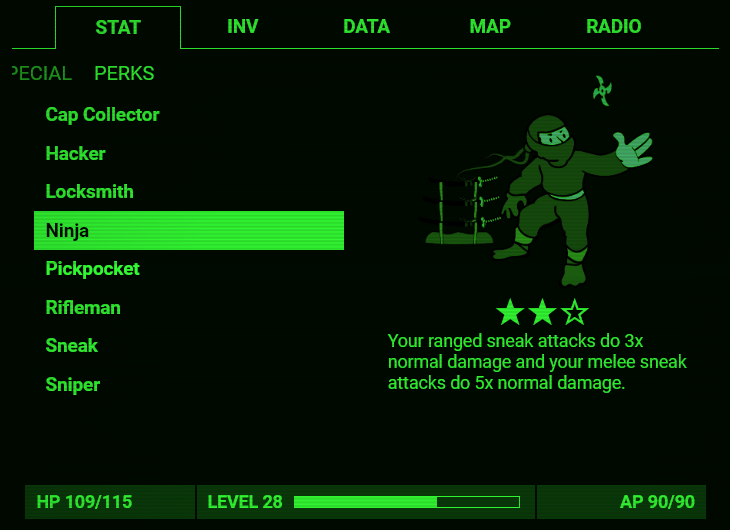 STAT INV DATA MAP RADIO
PECIAL PERKS
Cap Collector
Hacker
Locksmith
Ninja
Pickpocket
Rifleman
Sneak
Sniper
Your ranged sneak attacks do 3x
normal damage and your melee sneak
attacks do 5x normal damage.
HP 109/115 LEVEL 28 AP 90/90